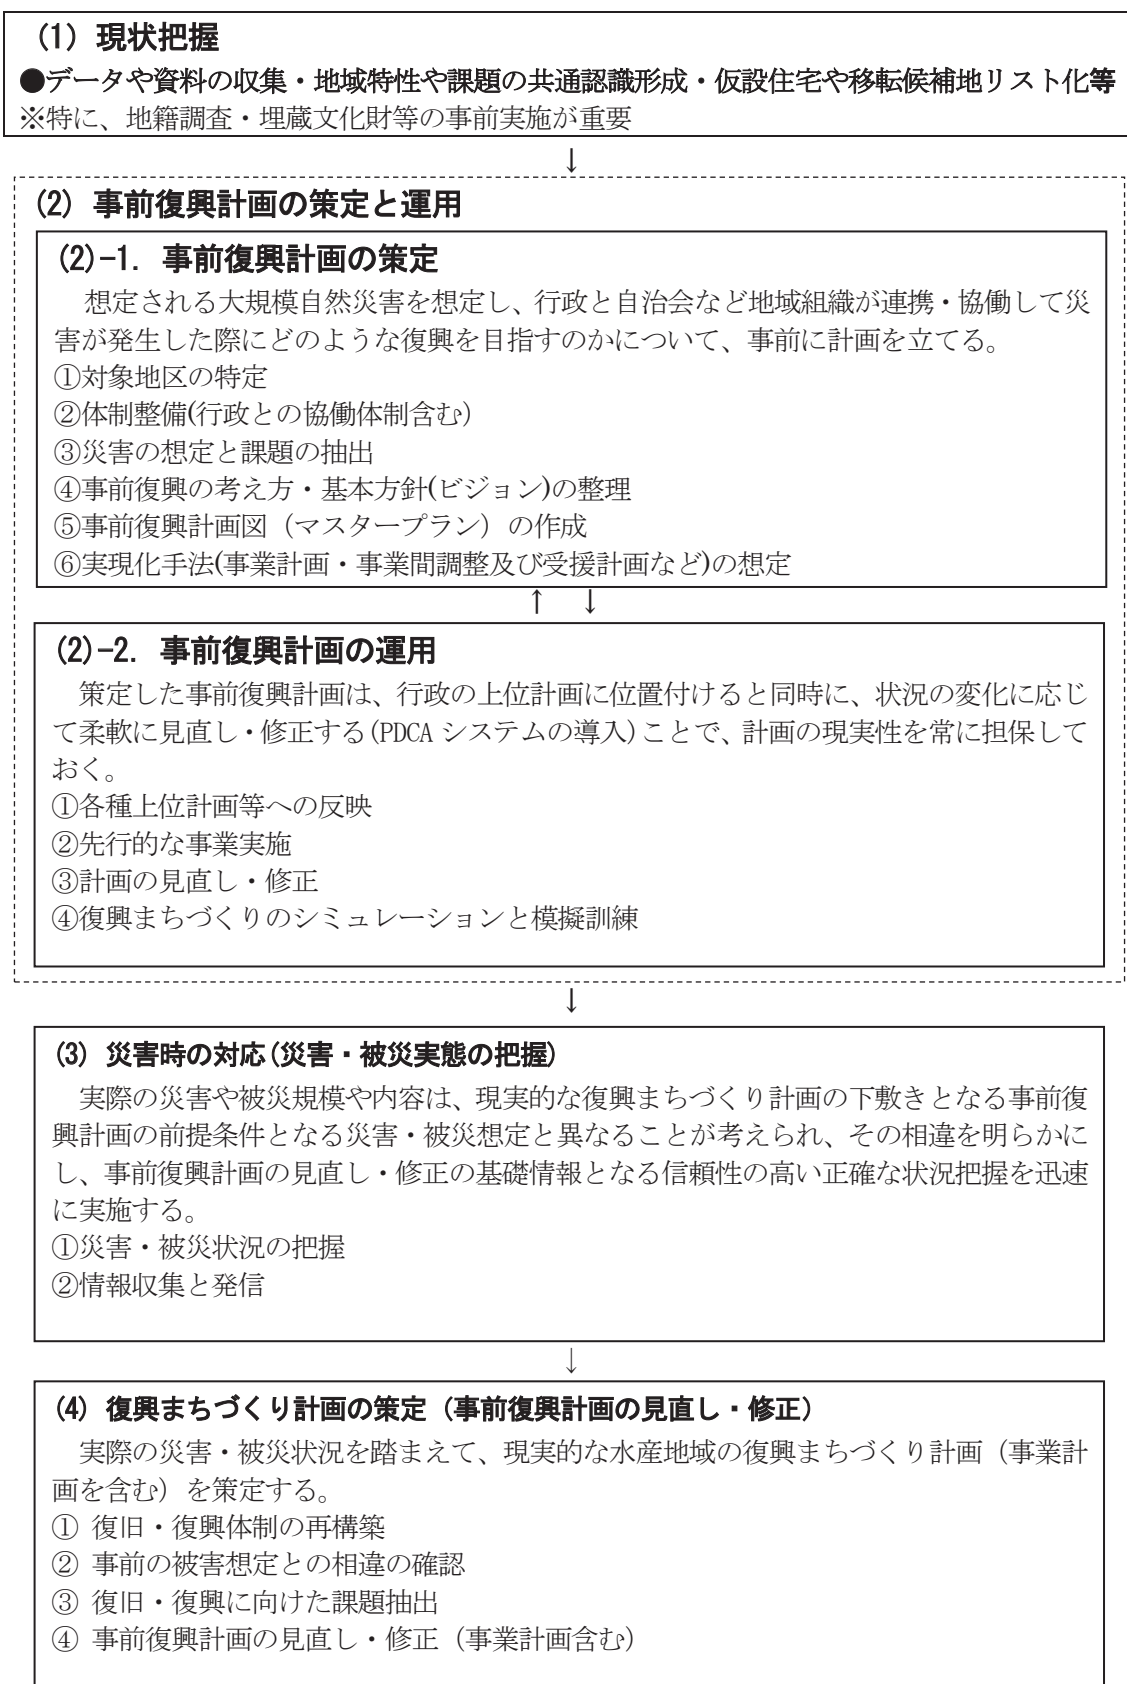 (1) 現状把握
●データや資料の収集・地域特性や課題の共通認識形成・仮設住宅や移転候補地リスト化等
※特に、地籍調査・埋蔵文化財等の事前実施が重要
↓
(2) 事前復興計画の策定と運用
(2)-1. 事前復興計画の策定
想定される大規模自然災害を想定し、行政と自治会など地域組織が連携・協働して災
害が発生した際にどのような復興を目指すのかについて、事前に計画を立てる。
①対象地区の特定
②体制整備(行政との協働体制含む)
③災害の想定と課題の抽出
④事前復興の考え方・基本方針(ビジョン)の整理
⑤事前復興計画図(マスタープラン)の作成
⑥実現化手法(事業計画・事業間調整及び受援計画など)の想定
↑ ↓
(2)-2. 事前復興計画の運用
策定した事前復興計画は、行政の上位計画に位置付けると同時に、状況の変化に応じ
て柔軟に見直し・修正する(PDCA システムの導入)ことで、計画の現実性を常に担保して
おく。
①各種上位計画等への反映
②先行的な事業実施
③計画の見直し・修正
④復興まちづくりのシミュレーションと模擬訓練
↓
(3) 災害時の対応(災害・被災実態の把握)
実際の災害や被災規模や内容は、現実的な復興まちづくり計画の下敷きとなる事前復
興計画の前提条件となる災害・被災想定と異なることが考えられ、その相違を明らかに
し、事前復興計画の見直し・修正の基礎情報となる信頼性の高い正確な状況把握を迅速
に実施する。
①災害・被災状況の把握
②情報収集と発信
↓
(4) 復興まちづくり計画の策定(事前復興計画の見直し・修正)
実際の災害・被災状況を踏まえて、現実的な水産地域の復興まちづくり計画(事業計
画を含む)を策定する。
① 復旧・復興体制の再構築
② 事前の被害想定との相違の確認
③ 復旧・復興に向けた課題抽出
④ 事前復興計画の見直し・修正(事業計画含む)